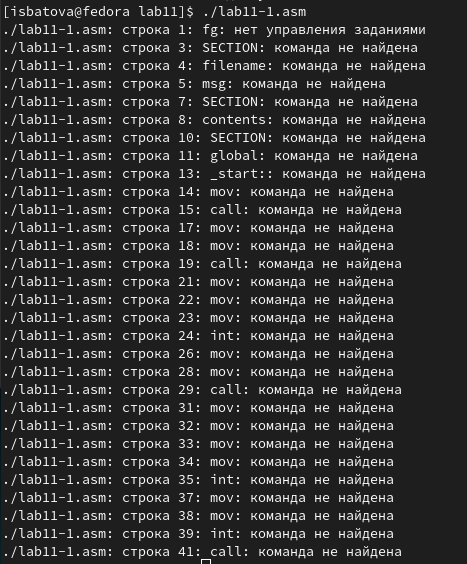 [isbatova@fedora lab11]$ ./lab11-1.asm
./lab11-1.asm: строка 1: fg: нет управления заданиями
./lab11-1.asm: строка 3: SECTION: команда не найдена
./lab11-1.asm: строка 4: filename: команда не найдена
./lab11-1.asm: строка 5: msg: команда не найдена
./lab11-1.asm: строка 7: SECTION: команда не найдена
./lab11-1.asm: строка 8: contents: команда не найдена
./lab11-1.asm: строка 10: SECTION: команда не найдена
./lab11-1.asm: строка 11: global: команда не найдена
./lab11-1.asm: строка 13: _start:: команда не найдена
./lab11-1.asm: строка 14: mov: команда не найдена
./lab11-1.asm: строка 15: call: команда не найдена
./lab11-1.asm: строка 17: mov: команда не найдена
./lab11-1.asm: строка 18: mov: команда не найдена
./lab11-1.asm: строка 19: call: команда не найдена
./lab11-1.asm: строка 21: mov: команда не найдена
./lab11-1.asm: строка 22: mov: команда не найдена
./lab11-1.asm: строка 23: mov: команда не найдена
./lab11-1.asm: строка 24: int: команда не найдена
./lab11-1.asm: строка 26: mov: команда не найдена
./lab11-1.asm: строка 28: mov: команда не найдена
./lab11-1.asm: строка 29: call: команда не найдена
./lab11-1.asm: строка 31: mov: команда не найдена
./lab11-1.asm: строка 32: mov: команда не найдена
./lab11-1.asm: строка 33: mov: команда не найдена
./lab11-1.asm: строка 34: mov: команда не найдена
./lab11-1.asm: строка 35: int: команда не найдена
./lab11-1.asm: строка 37: mov: команда не найдена
./lab11-1.asm: строка 38: mov: команда не найдена
./lab11-1.asm: строка 39: int: команда не найдена
./lab11-1.asm: строка 41: call: команда не найдена